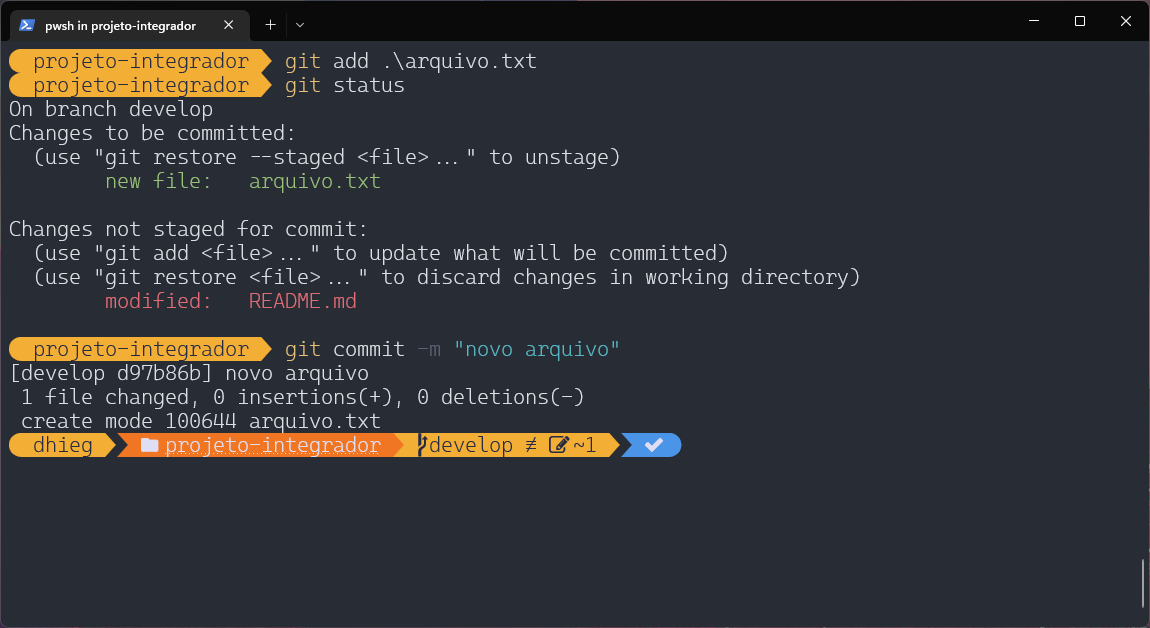 pwsh in projeto-integrador
projeto-integrador git add .\arquivo.txt
projeto-integrador git status
On branch develop
Changes to be committed:
(use "git restore --staged <file>..." to unstage)
new file: arquivo.txt
Changes not staged for commit:
(use "git add <file>..." to update what will be committed)
(use "git restore <file>..." to discard changes in working directory)
modified: README.md
projeto-integrador git commit -m "novo arquivo"
[develop d97b86b] novo arquivo
1 file changed, 0 insertions(+), 0 deletions(-)
create mode 100644 arquivo.txt
dhieg projeto-integrador develop ≢ ~1